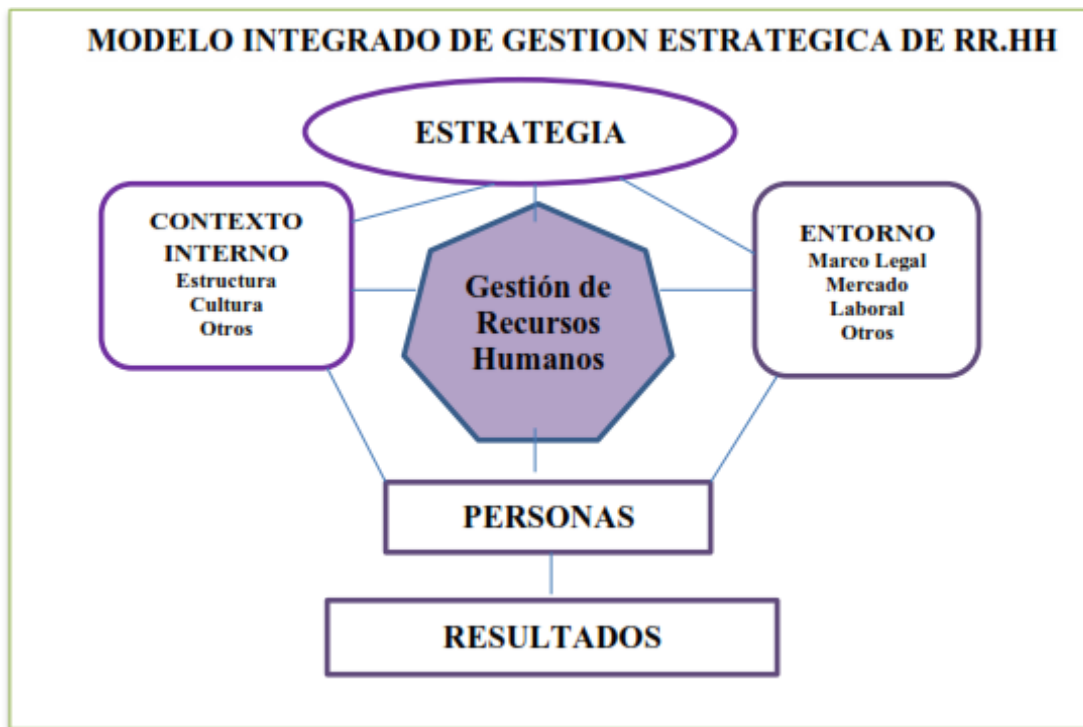 MODELO INTEGRADO DE GESTION ESTRATEGICA DE RR.HH
ESTRATEGIA
CONTEXTO
INTERNO
Estructura
Cultura
Otros
Gestión de
Recursos
Humanos
ENTORNO
Marco Legal
Mercado
Laboral
Otros
PERSONAS
RESULTADOS